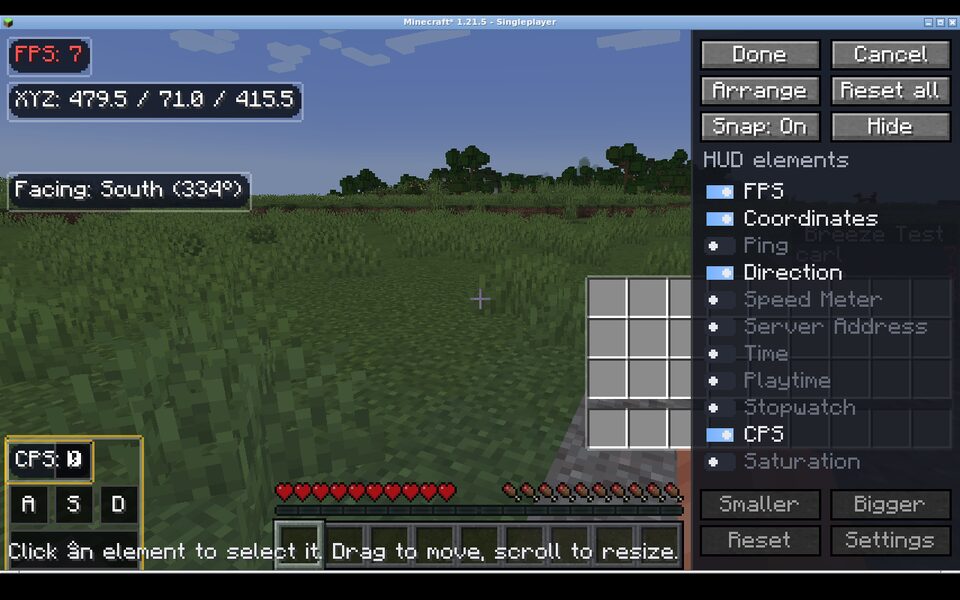 Minecraft* 1.21.5 - Singleplayer
FPS: 7
XYZ: 479.5 / 71.0 / 415.5
Facing: South (334°)
CPS: 0
A S D
Click an element to select it. Drag to move, scroll to resize.
Done Cancel
Arrange Reset all
Snap: On Hide
HUD elements
FPS
Coordinates
Ping
Direction
Speed Meter
Server Address
Time
Playtime
Stopwatch
CPS
Saturation
Smaller Bigger
Reset Settings
Breeze Test